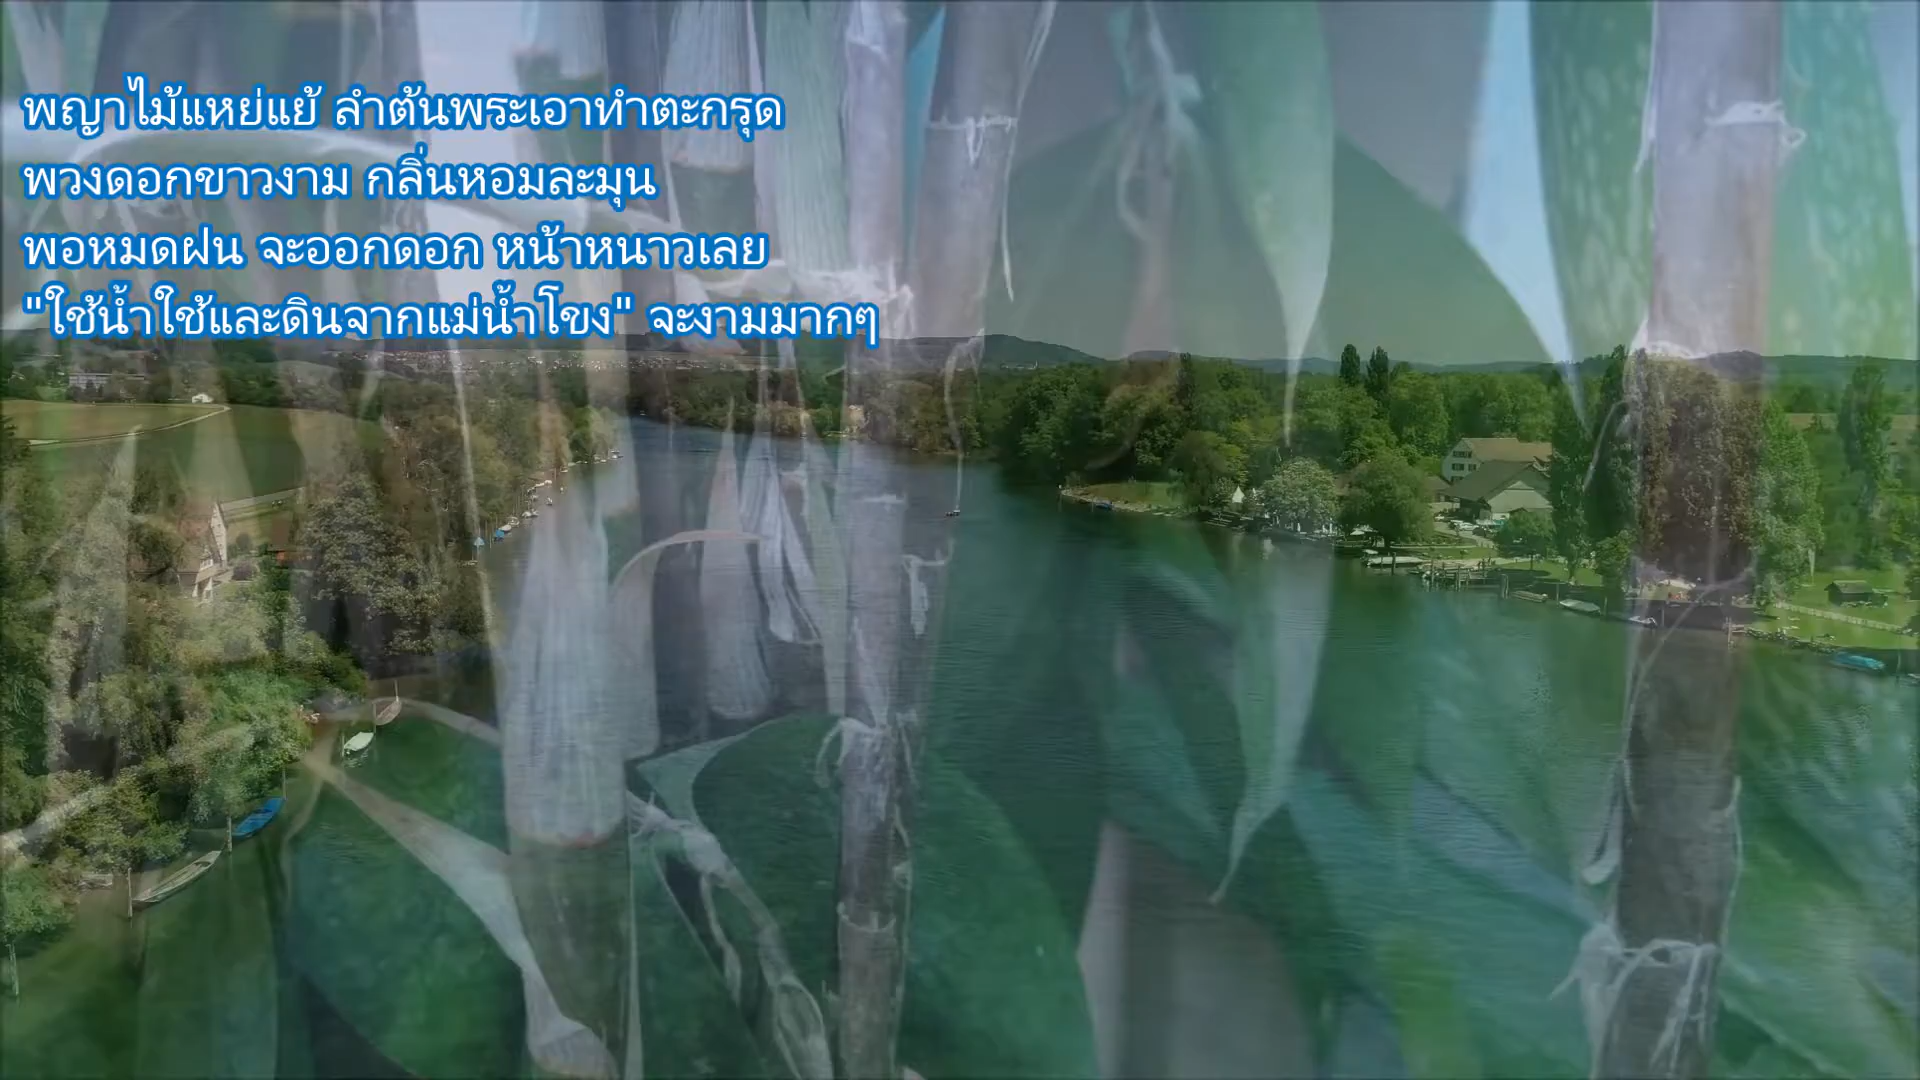 พญาไม้แหย่แย้ ลำต้นพระเอาทำตะกรุด
พวงดอกขาวงาม กลิ่นหอมละมุน
พอหมดฝน จะออกดอก หน้าหนาวเลย
"ใช้น้ำใช้และดินจากแม่น้ำโขง" จะงามมากๆ